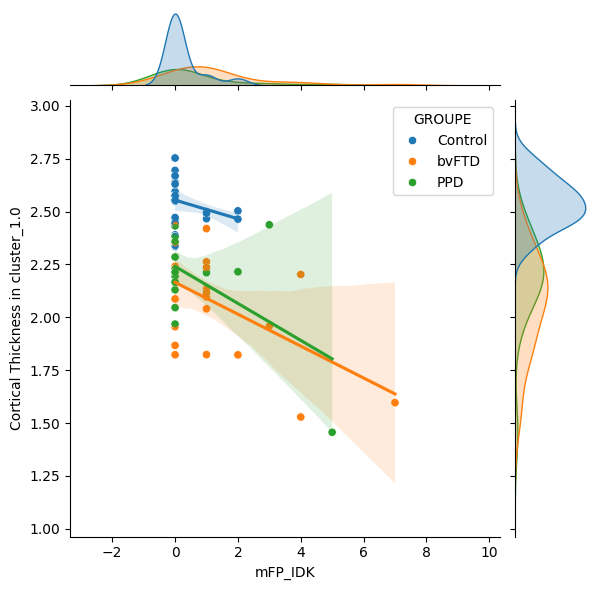 GROUPE
Control
bvFTD
PPD
Cortical Thickness in cluster_1.0
3.00
2.75
2.50
2.25
2.00
1.75
1.50
1.25
1.00
−2 0 2 4 6 8 10
mFP_IDK